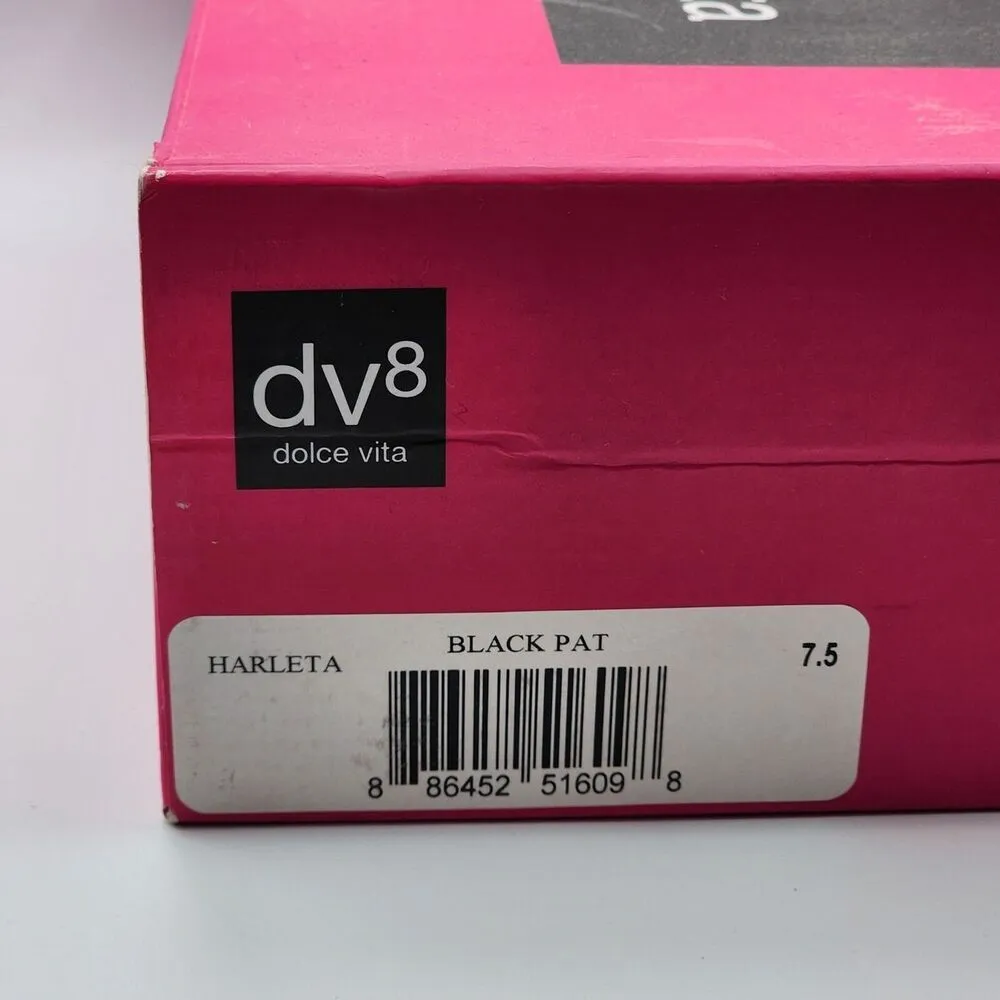 dv8
dolce vita
HARLETA
BLACK PAT
7.5
8 86452 51609 8